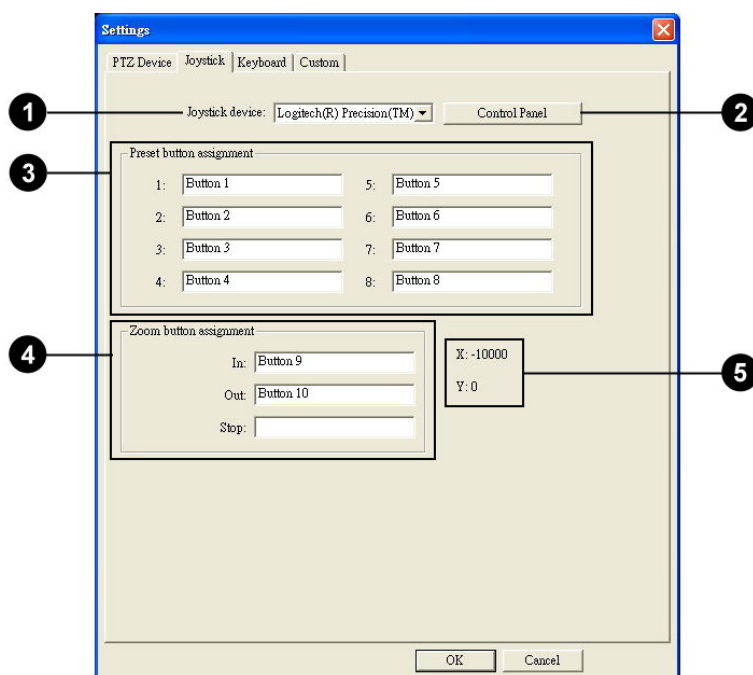 Settings
PTZ Device Joystick Keyboard Custom
1 Joystick device: Logitech(R) Precision(TM) Control Panel 2
3 Preset button assignment
1: Button 1 5: Button 5
2: Button 2 6: Button 6
3: Button 3 7: Button 7
4: Button 4 8: Button 8
4 Zoom button assignment
In: Button 9
Out: Button 10
Stop:
X: -10000
Y: 0
5
OK Cancel